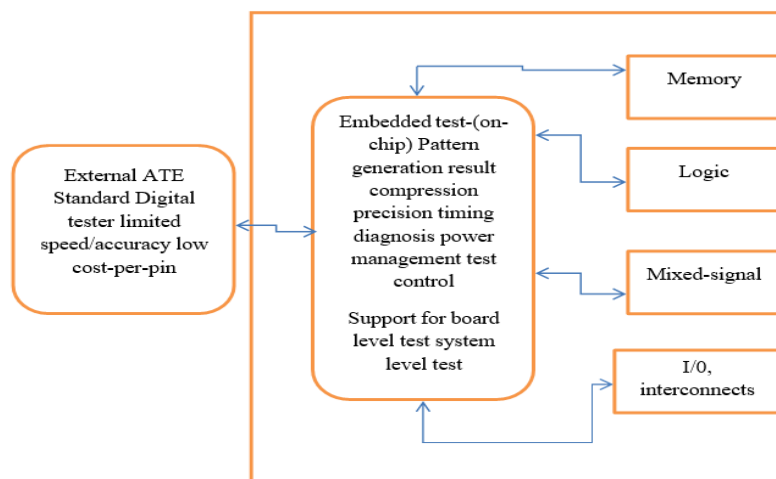 External ATE
Standard Digital
tester limited
speed/accuracy low
cost-per-pin
Embedded test-(on-
chip) Pattern
generation result
compression
precision timing
diagnosis power
management test
control
Support for board
level test system
level test
Memory
Logic
Mixed-signal
I/0,
interconnects